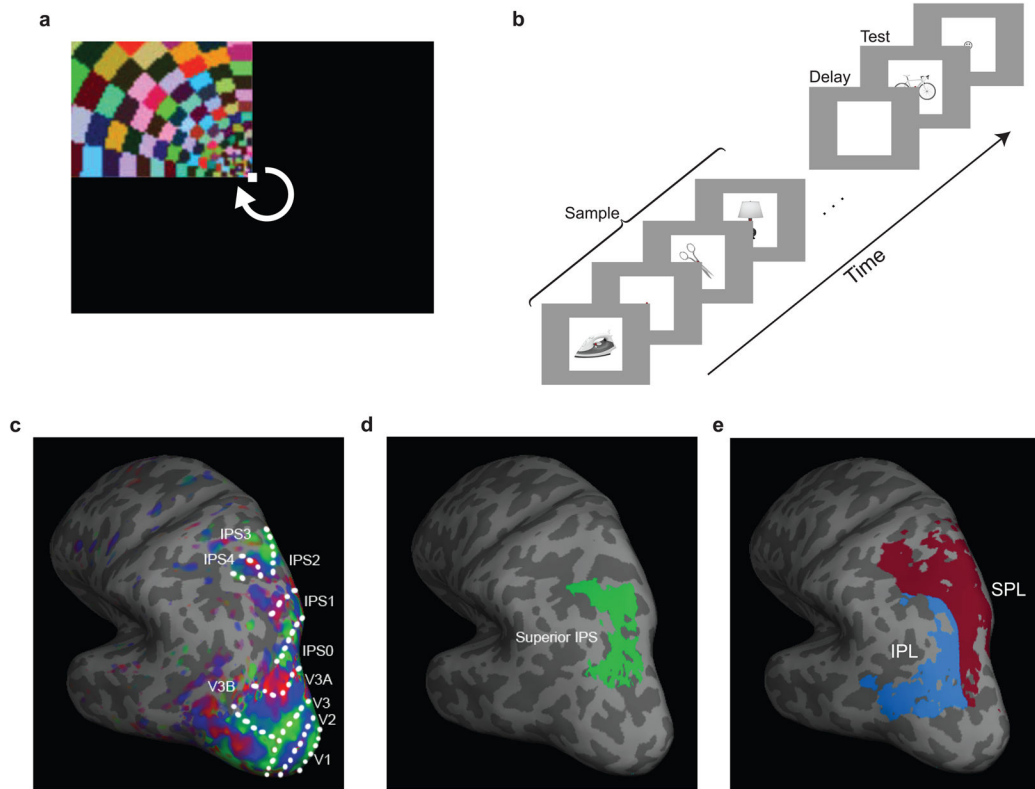 a
b
Test
Delay
Sample
. . .
Time
c
d
e
IPS3
IPS4
IPS2
IPS1
IPS0
V3B
V3A
V3
V2
V1
Superior IPS
SPL
IPL